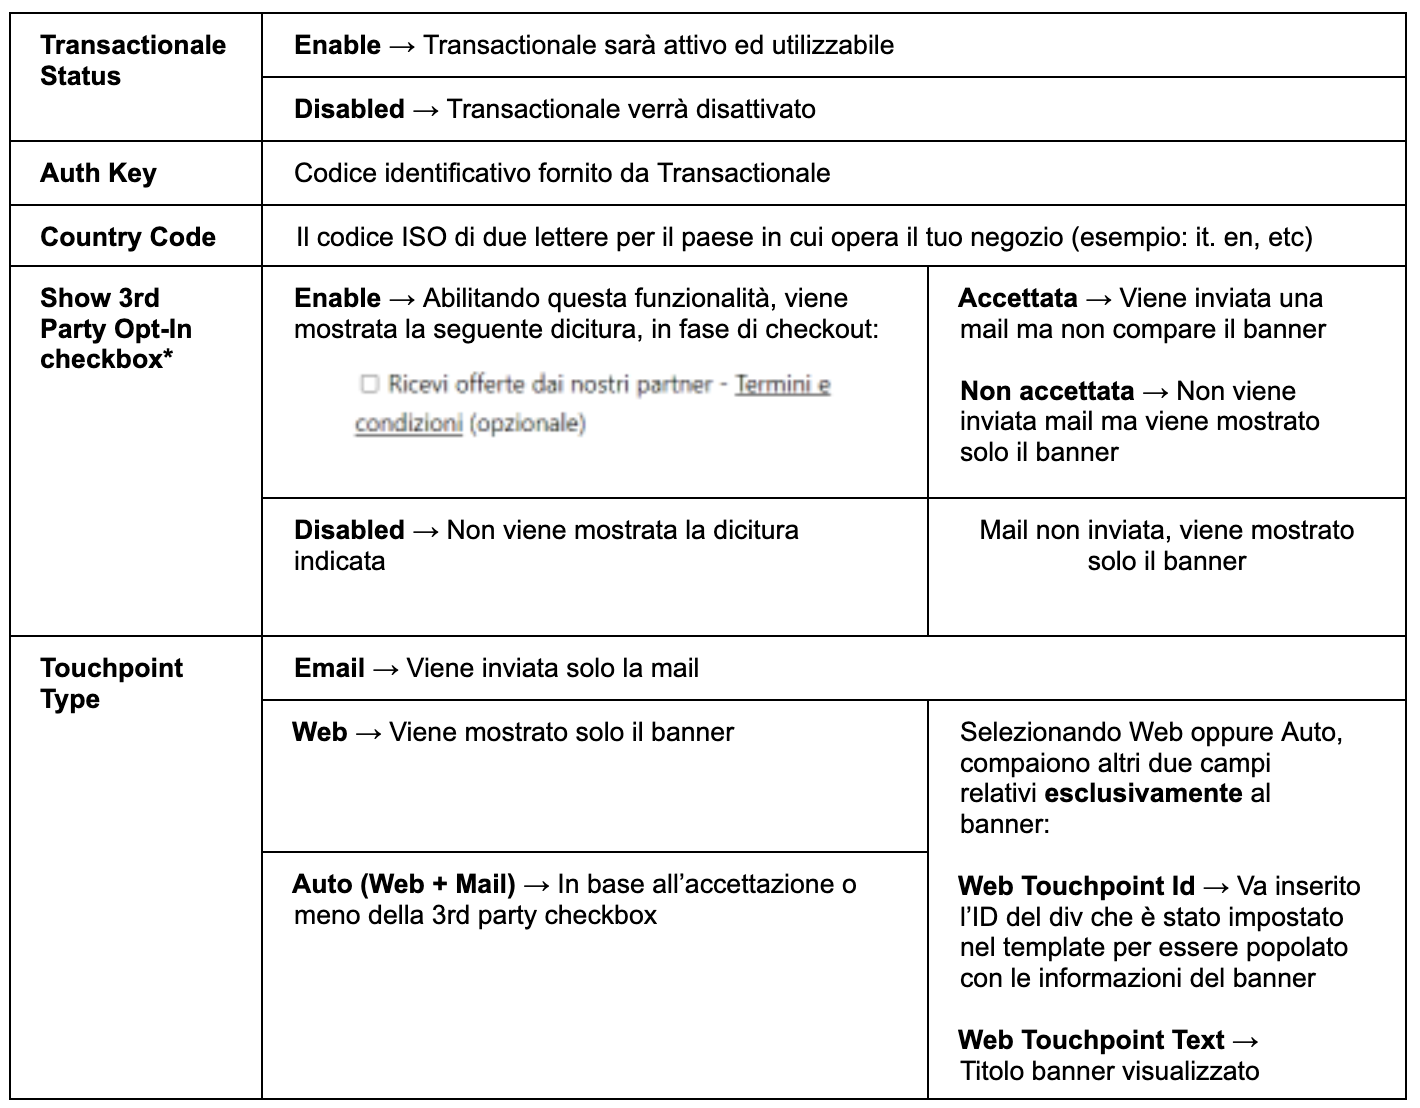 Transactionale
Status
Enable → Transactionale sarà attivo ed utilizzabile
Disabled → Transactionale verrà disattivato
Auth Key
Codice identificativo fornito da Transactionale
Country Code
Il codice ISO di due lettere per il paese in cui opera il tuo negozio (esempio: it. en, etc)
Show 3rd
Party Opt-In
checkbox*
Enable → Abilitando questa funzionalità, viene
mostrata la seguente dicitura, in fase di checkout:
Ricevi offerte dai nostri partner - Termini e
condizioni (opzionale)
Accettata → Viene inviata una
mail ma non compare il banner
Non accettata → Non viene
inviata mail ma viene mostrato
solo il banner
Disabled → Non viene mostrata la dicitura
indicata
Mail non inviata, viene mostrato
solo il banner
Touchpoint
Type
Email → Viene inviata solo la mail
Web → Viene mostrato solo il banner
Auto (Web + Mail) → In base all’accettazione o
meno della 3rd party checkbox
Selezionando Web oppure Auto,
compaiono altri due campi
relativi esclusivamente al
banner:
Web Touchpoint Id → Va inserito
l’ID del div che è stato impostato
nel template per essere popolato
con le informazioni del banner
Web Touchpoint Text →
Titolo banner visualizzato